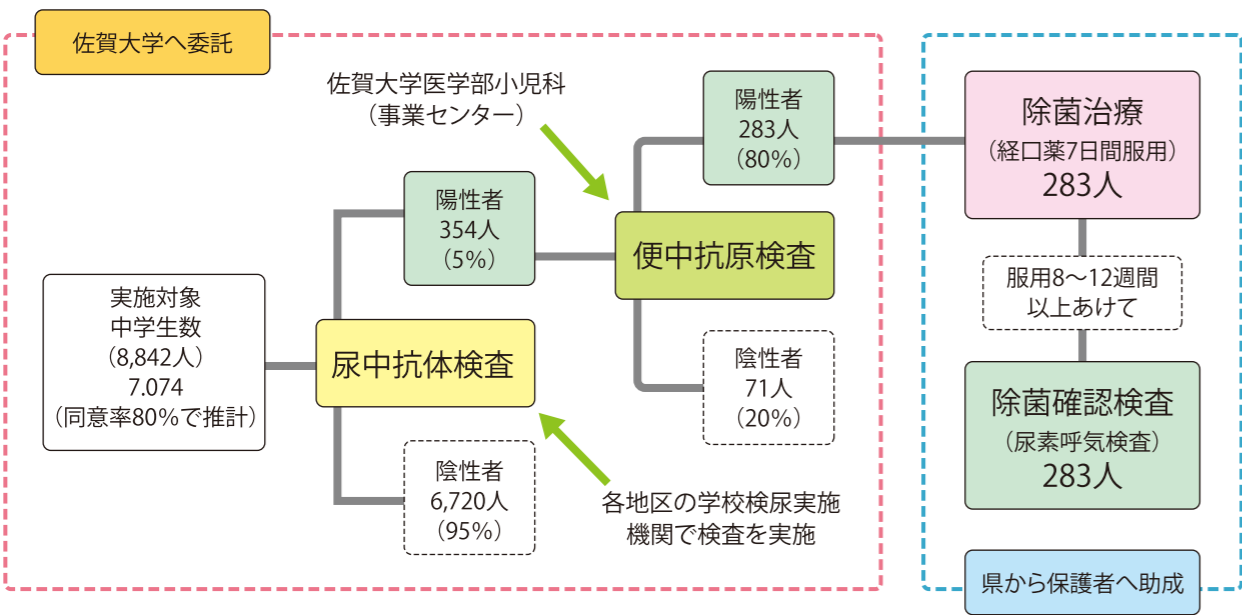 佐賀大学へ委託
佐賀大学医学部小児科
（事業センター）
実施対象
中学生数
(8,842人)
7.074
（同意率80％で推計）
尿中抗体検査
陽性者
354人
（5％）
陰性者
6,720人
（95％）
各地区の学校検尿実施
機関で検査を実施
便中抗原検査
陽性者
283人
（80％）
陰性者
71人
（20％）
除菌治療
（経口薬7日間服用）
283人
服用8～12週間
以上あけて
除菌確認検査
（尿素呼気検査）
283人
県から保護者へ助成